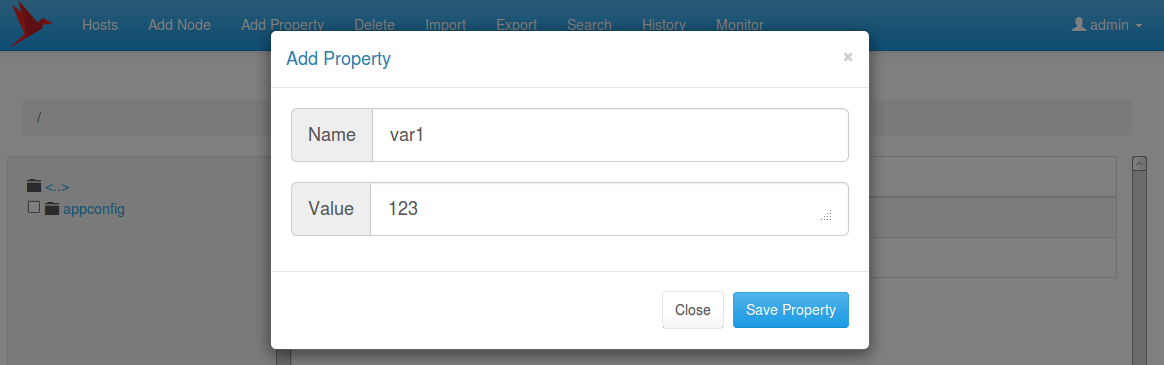 Hosts Add Node Add Property Delete Import Export Search History Monitor admin
Add Property ×
/
Name var1
<..>
appconfig
Value 123
Close Save Property